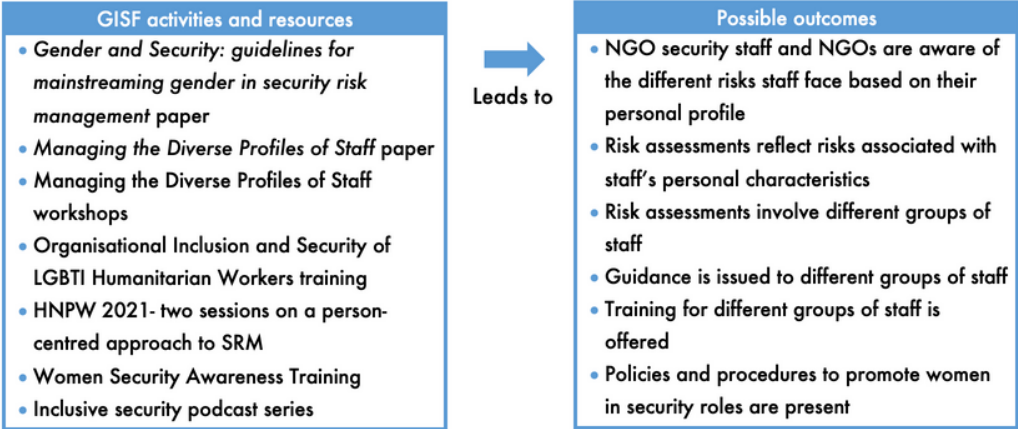 GISF activities and resources
• Gender and Security: guidelines for
mainstreaming gender in security risk
management paper
• Managing the Diverse Profiles of Staff paper
• Managing the Diverse Profiles of Staff
workshops
• Organisational Inclusion and Security of
LGBTI Humanitarian Workers training
• HNPW 2021- two sessions on a person-
centred approach to SRM
• Women Security Awareness Training
• Inclusive security podcast series
Leads to
Possible outcomes
• NGO security staff and NGOs are aware of
the different risks staff face based on their
personal profile
• Risk assessments reflect risks associated with
staff's personal characteristics
• Risk assessments involve different groups of
staff
• Guidance is issued to different groups of staff
• Training for different groups of staff is
offered
• Policies and procedures to promote women
in security roles are present